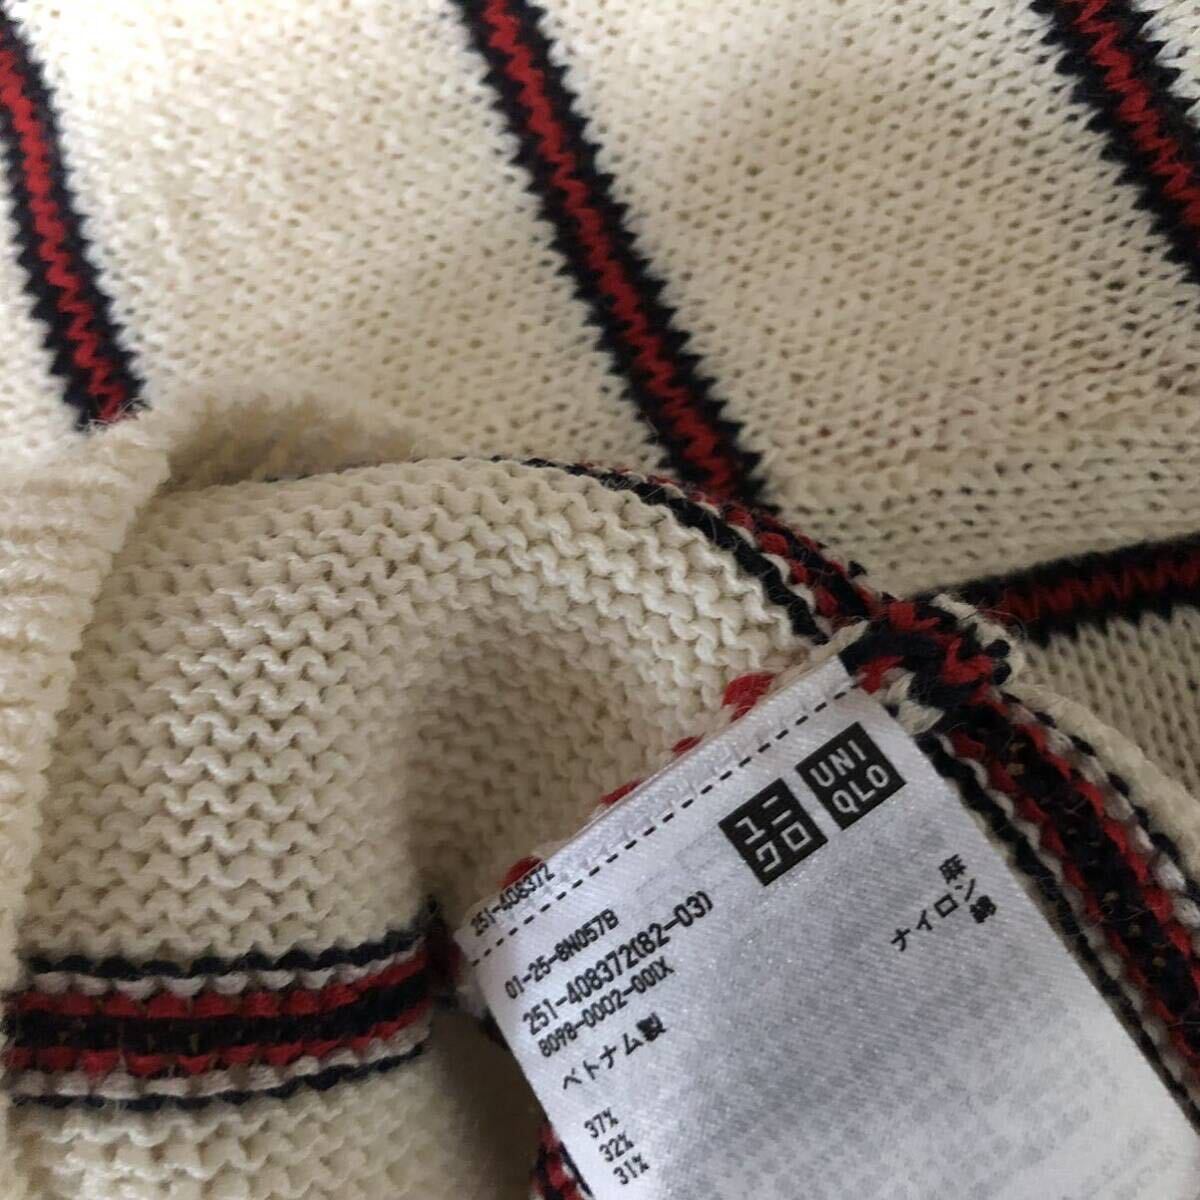 ユニクロ
UNIQLO
251-408372
01-25-8N057B
251-408372(82-03)
8098-0002-00IX
ベトナム製
麻 37%
ナイロン 32%
綿 31%